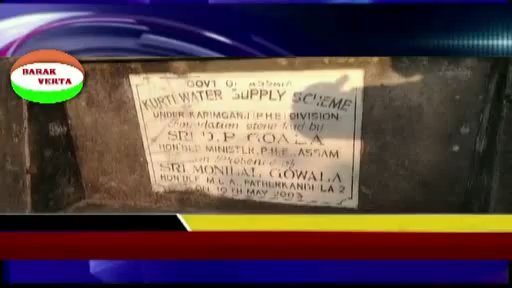 BARAK
VERTA
GOVT OF ASSAM
KURTI WATER SUPPLY SCHEME
UNDER KARIMGANJ (PHE) DIVISION
Foundation stone laid by
SRI D.P. GOALA
HON'BLE MINISTER, P.H.E, ASSAM
in Presence of
SRI MONILAL GOWALA
HON'BLE M.L.A., PATHERKANDI LA 2
ON 10TH MAY 2003